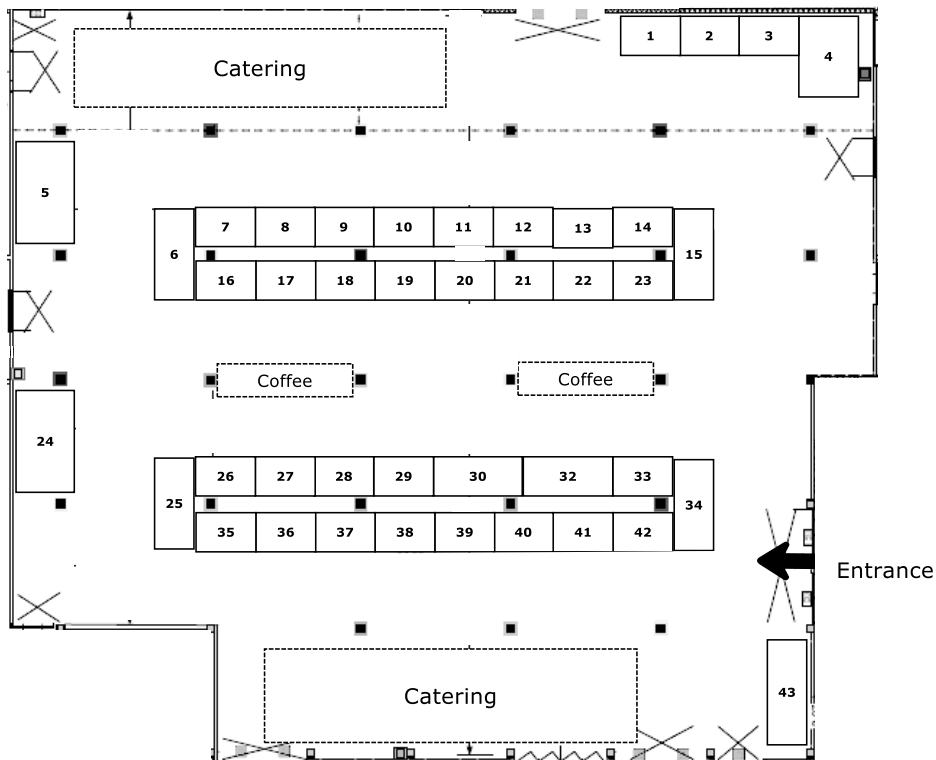 1 2 3 4
Catering
5
6 7 8 9 10 11 12 13 14 15
16 17 18 19 20 21 22 23
Coffee Coffee
24
25 26 27 28 29 30 32 33 34
35 36 37 38 39 40 41 42
Entrance
Catering
43